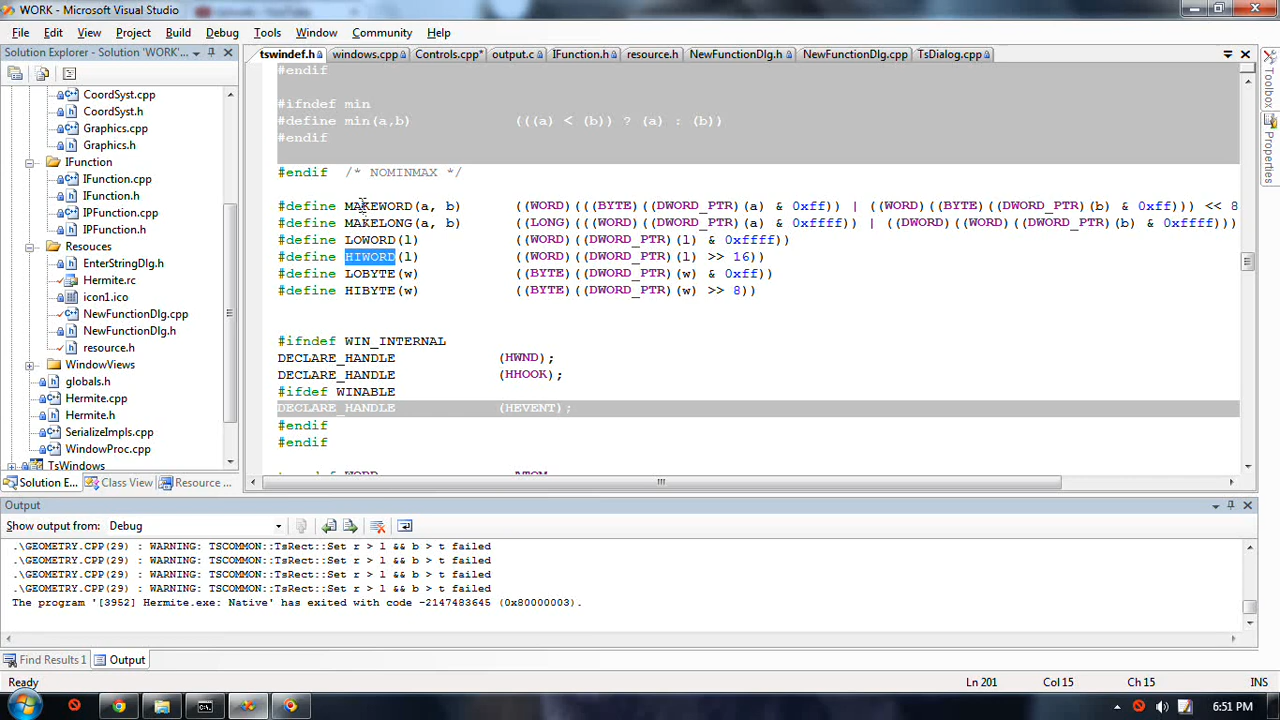 WORK - Microsoft Visual Studio
File Edit View Project Build Debug Tools Window Community Help
Solution Explorer - Solution 'WORK'
tswindef.h windows.cpp Controls.cpp* output.c IFunction.h resource.h NewFunctionDlg.h NewFunctionDlg.cpp TsDialog.cpp
CoordSyst.cpp
CoordSyst.h
Graphics.cpp
Graphics.h
IFunction
IFunction.cpp
IFunction.h
IPFunction.cpp
IPFunction.h
Resouces
EnterStringDlg.h
Hermite.rc
icon1.ico
NewFunctionDlg.cpp
NewFunctionDlg.h
resource.h
WindowViews
globals.h
Hermite.cpp
Hermite.h
SerializeImpls.cpp
WindowProc.cpp
TsWindows
Solution E... Class View Resource ...
#endif
#ifndef min
#define min(a,b) (((a) < (b)) ? (a) : (b))
#endif
#endif /* NOMINMAX */
#define MAKEWORD(a, b) ((WORD)(((BYTE)((DWORD_PTR)(a) & 0xff)) | ((WORD)((BYTE)((DWORD_PTR)(b) & 0xff))) << 8
#define MAKELONG(a, b) ((LONG)(((WORD)((DWORD_PTR)(a) & 0xffff)) | ((DWORD)((WORD)((DWORD_PTR)(b) & 0xffff)))
#define LOWORD(l) ((WORD)((DWORD_PTR)(l) & 0xffff))
#define HIWORD(l) ((WORD)((DWORD_PTR)(l) >> 16))
#define LOBYTE(w) ((BYTE)((DWORD_PTR)(w) & 0xff))
#define HIBYTE(w) ((BYTE)((DWORD_PTR)(w) >> 8))
#ifndef WIN_INTERNAL
DECLARE_HANDLE (HWND);
DECLARE_HANDLE (HHOOK);
#ifdef WINABLE
DECLARE_HANDLE (HEVENT);
#endif
#endif
Toolbox
Properties
Output
Show output from: Debug
.\GEOMETRY.CPP(29) : WARNING: TSCOMMON::TsRect::Set r > l && b > t failed
.\GEOMETRY.CPP(29) : WARNING: TSCOMMON::TsRect::Set r > l && b > t failed
.\GEOMETRY.CPP(29) : WARNING: TSCOMMON::TsRect::Set r > l && b > t failed
.\GEOMETRY.CPP(29) : WARNING: TSCOMMON::TsRect::Set r > l && b > t failed
The program '[3952] Hermite.exe: Native' has exited with code -2147483645 (0x80000003).
Find Results 1 Output
Ready Ln 201 Col 15 Ch 15 INS
6:51 PM